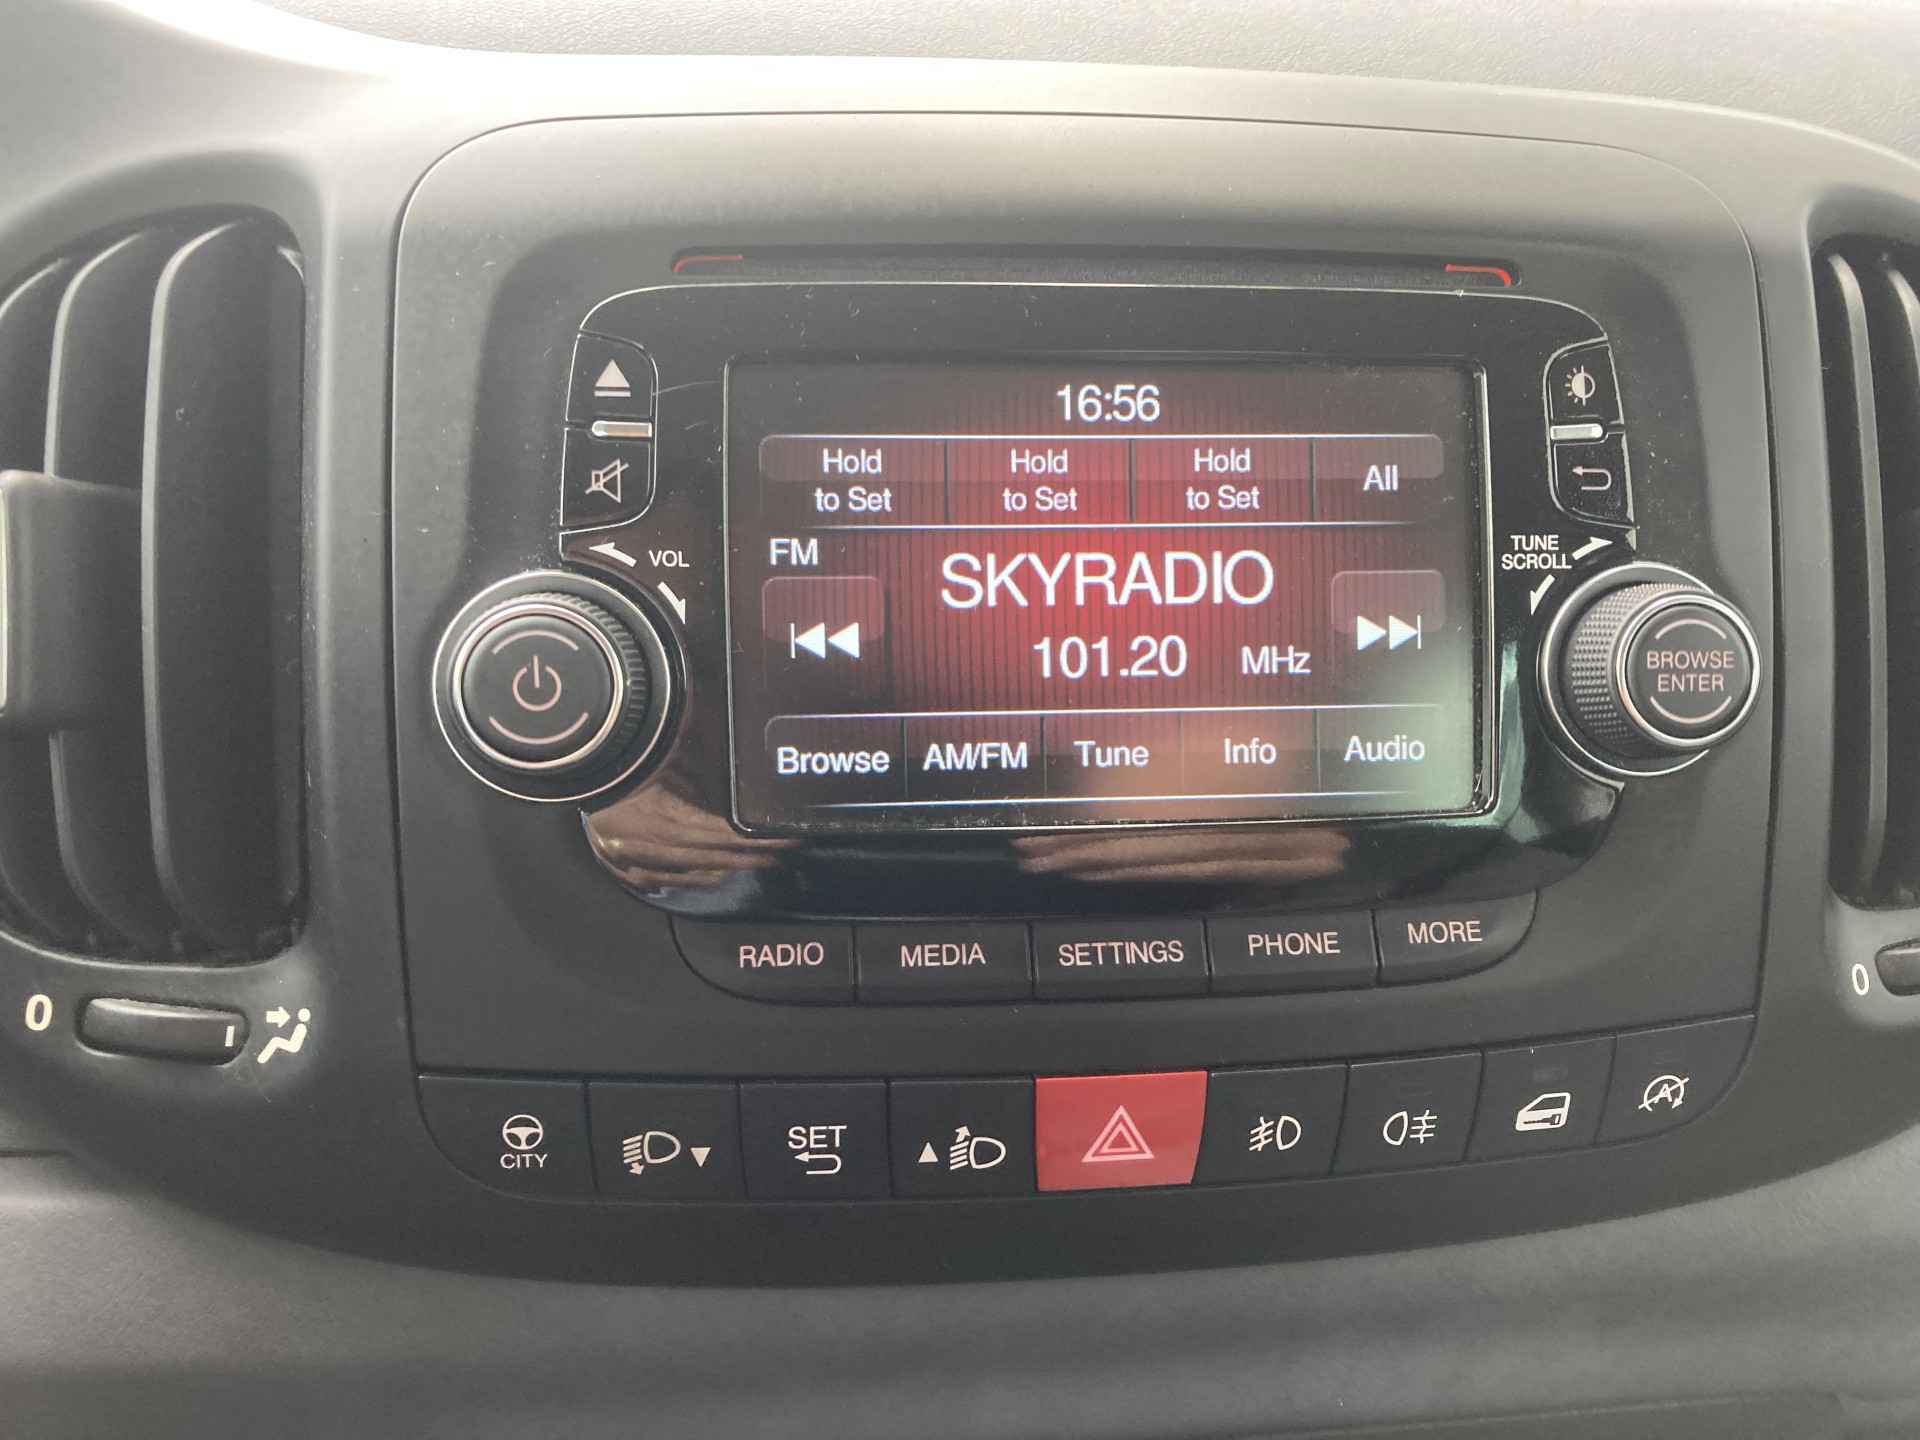 16:56
Hold to Set
Hold to Set
Hold to Set
All
FM
SKYRADIO
101.20 MHz
Browse
AM/FM
Tune
Info
Audio
VOL
TUNE
SCROLL
BROWSE
ENTER
RADIO
MEDIA
SETTINGS
PHONE
MORE
0
0
CITY
SET
A